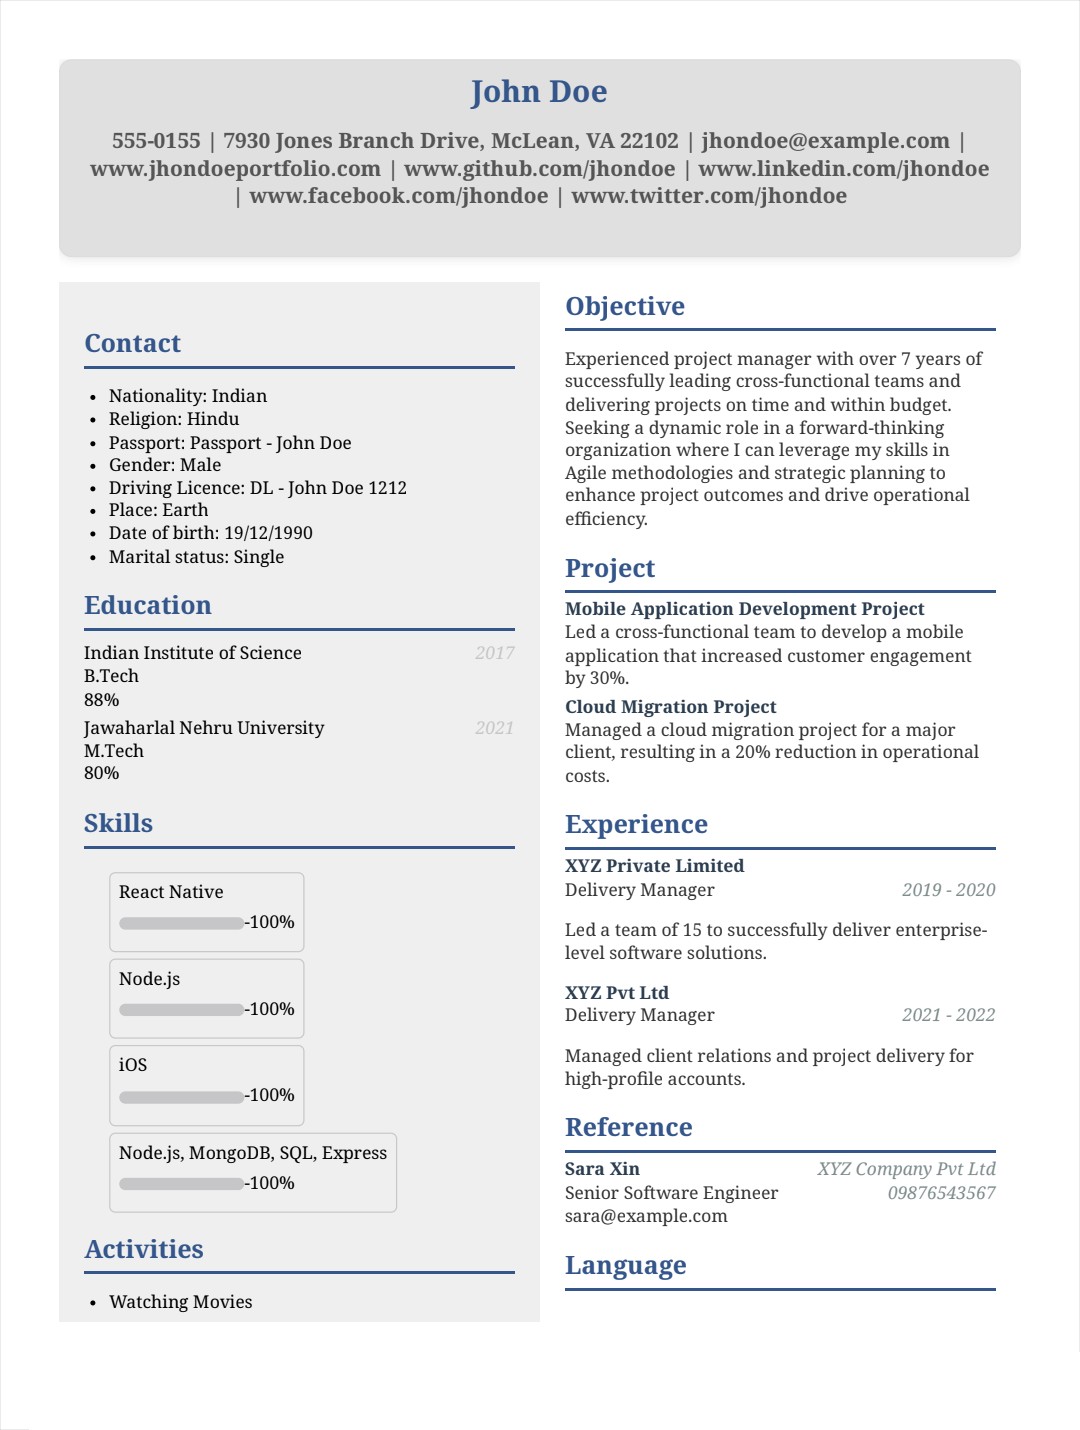 John Doe
555-0155 | 7930 Jones Branch Drive, McLean, VA 22102 | jhondoe@example.com |
www.jhondoeportfolio.com | www.github.com/jhondoe | www.linkedin.com/jhondoe
| www.facebook.com/jhondoe | www.twitter.com/jhondoe
Contact
• Nationality: Indian
• Religion: Hindu
• Passport: Passport - John Doe
• Gender: Male
• Driving Licence: DL - John Doe 1212
• Place: Earth
• Date of birth: 19/12/1990
• Marital status: Single
Education
Indian Institute of Science 2017
B.Tech
88%
Jawaharlal Nehru University 2021
M.Tech
80%
Skills
React Native
-100%
Node.js
-100%
iOS
-100%
Node.js, MongoDB, SQL, Express
-100%
Activities
• Watching Movies
Objective
Experienced project manager with over 7 years of
successfully leading cross-functional teams and
delivering projects on time and within budget.
Seeking a dynamic role in a forward-thinking
organization where I can leverage my skills in
Agile methodologies and strategic planning to
enhance project outcomes and drive operational
efficiency.
Project
Mobile Application Development Project
Led a cross-functional team to develop a mobile
application that increased customer engagement
by 30%.
Cloud Migration Project
Managed a cloud migration project for a major
client, resulting in a 20% reduction in operational
costs.
Experience
XYZ Private Limited
Delivery Manager 2019 - 2020
Led a team of 15 to successfully deliver enterprise-
level software solutions.
XYZ Pvt Ltd
Delivery Manager 2021 - 2022
Managed client relations and project delivery for
high-profile accounts.
Reference
Sara Xin XYZ Company Pvt Ltd
Senior Software Engineer 09876543567
sara@example.com
Language